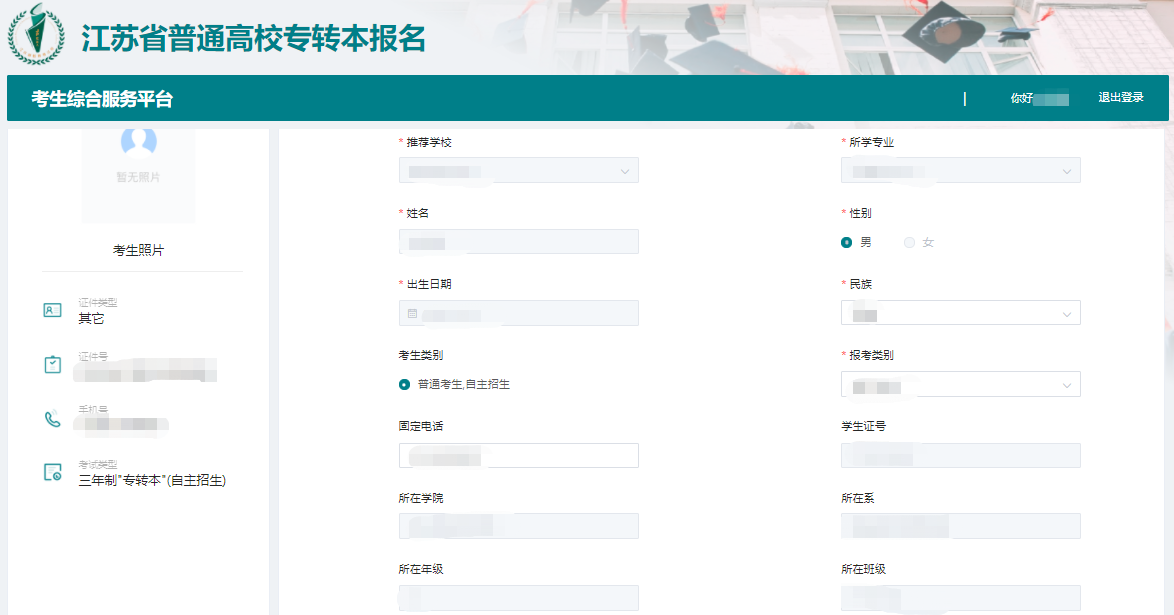 江苏省普通高校专转本报名
考生综合服务平台
| 你好 退出登录
暂无照片
考生照片
证件类型
其它
证件号
手机号
考试类型
三年制"专转本"(自主招生)
* 推荐学校
* 所学专业
* 姓名
* 性别
男 女
* 出生日期
* 民族
考生类别
普通考生,自主招生
* 报考类别
固定电话
学生证号
所在学院
所在系
所在年级
所在班级